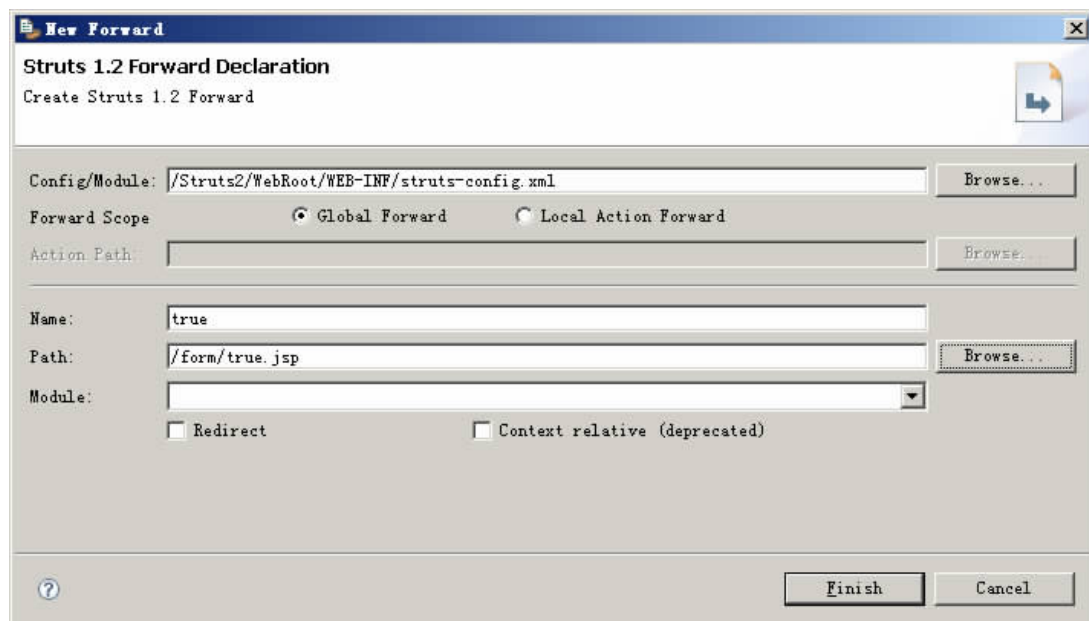 New Forward
Struts 1.2 Forward Declaration
Create Struts 1.2 Forward
Config/Module: /Struts2/WebRoot/WEB-INF/struts-config.xml Browse...
Forward Scope Global Forward Local Action Forward
Action Path: Browse...
Name: true
Path: /form/true.jsp Browse...
Module:
Redirect Context relative (deprecated)
Finish Cancel